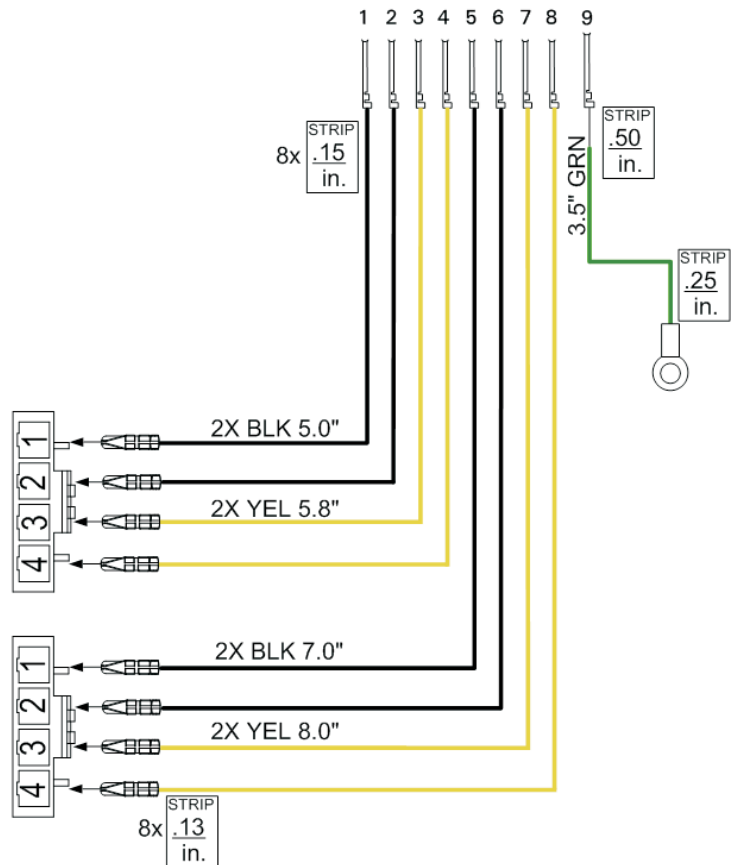 1 2 3 4 5 6 7 8 9
STRIP
8x .15
in.
STRIP
.50
in.
3.5" GRN
STRIP
.25
in.
1
2X BLK 5.0"
2
2X YEL 5.8"
3
4
1
2X BLK 7.0"
2
2X YEL 8.0"
3
4
STRIP
8x .13
in.